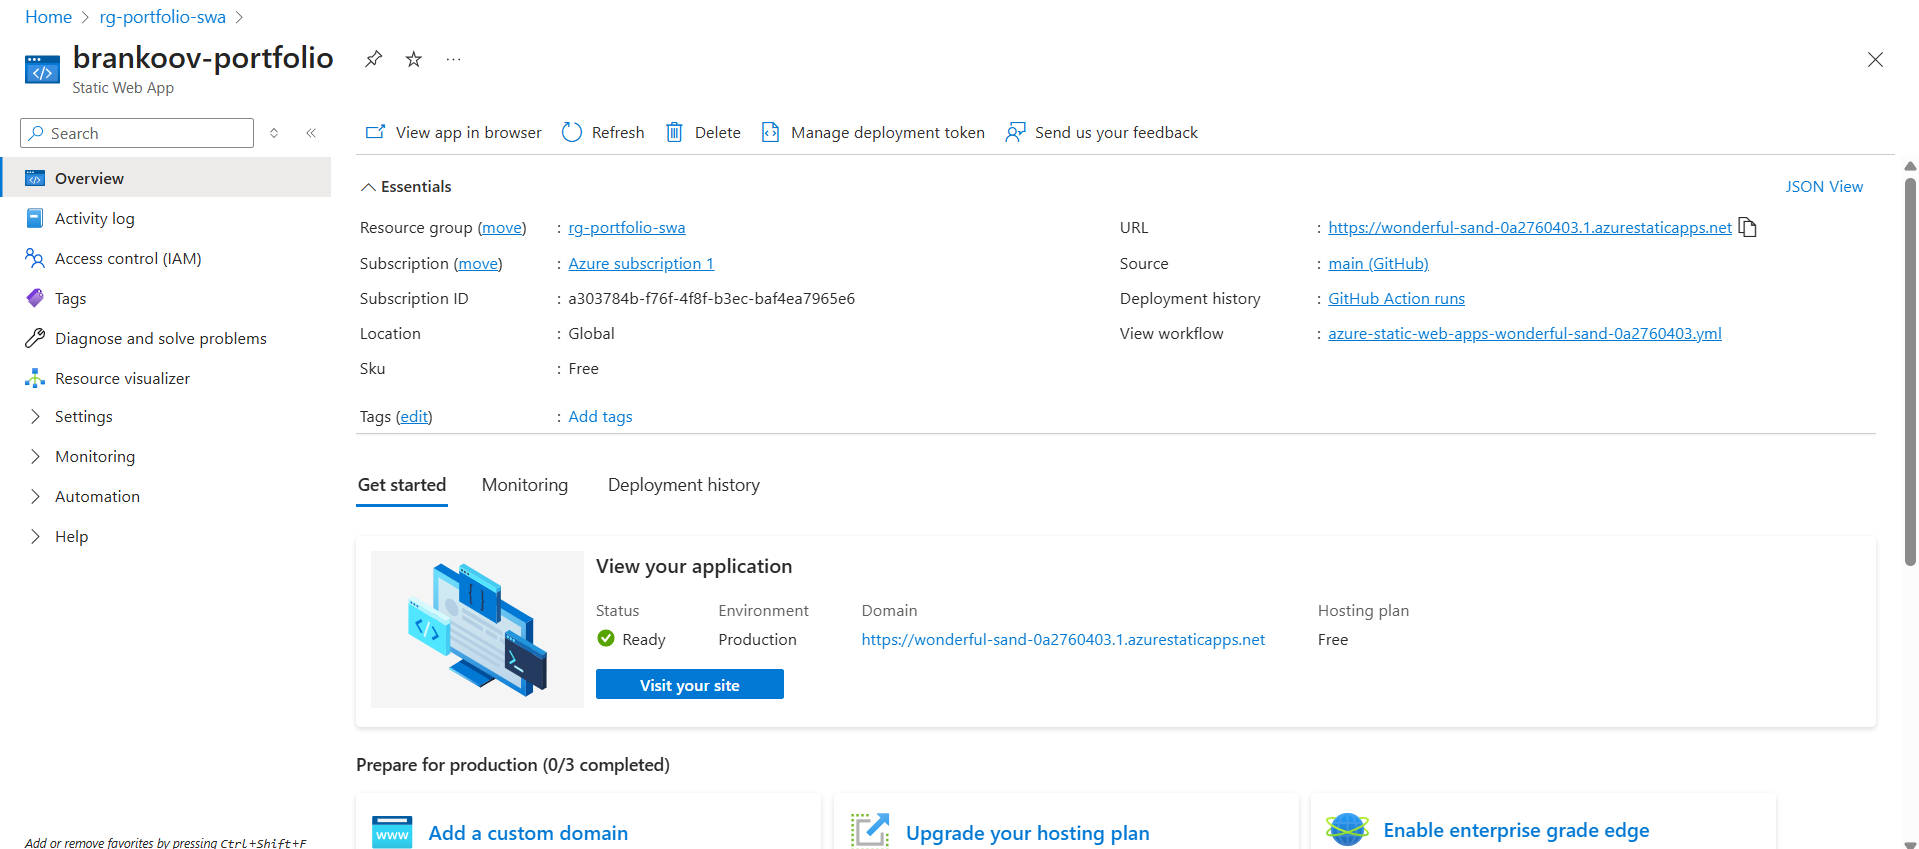 Home > rg-portfolio-swa >
brankoov-portfolio
Static Web App
Search
Overview
Activity log
Access control (IAM)
Tags
Diagnose and solve problems
Resource visualizer
Settings
Monitoring
Automation
Help
Add or remove favorites by pressing Ctrl+Shift+F
View app in browser Refresh Delete Manage deployment token Send us your feedback
Essentials JSON View
Resource group (move) : rg-portfolio-swa
Subscription (move) : Azure subscription 1
Subscription ID : a303784b-f76f-4f8f-b3ec-baf4ea7965e6
Location : Global
Sku : Free
URL : https://wonderful-sand-0a2760403.1.azurestaticapps.net
Source : main (GitHub)
Deployment history : GitHub Action runs
View workflow : azure-static-web-apps-wonderful-sand-0a2760403.yml
Tags (edit) : Add tags
Get started Monitoring Deployment history
View your application
Status Environment Domain Hosting plan
Ready Production https://wonderful-sand-0a2760403.1.azurestaticapps.net Free
Visit your site
Prepare for production (0/3 completed)
www Add a custom domain
Upgrade your hosting plan
Enable enterprise grade edge